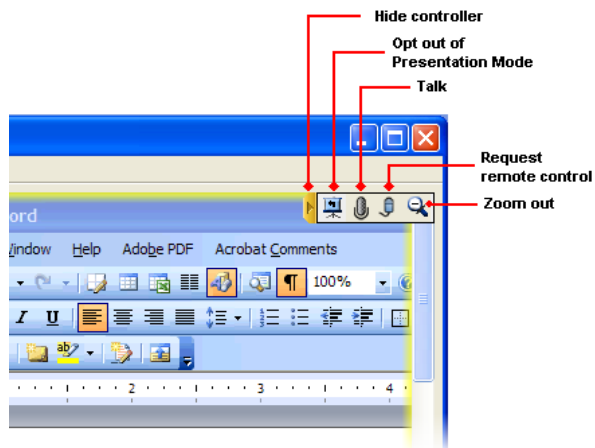 Hide controller
Opt out of
Presentation Mode
Talk
Request
remote control
Zoom out
ord
Window Help Adobe PDF Acrobat Comments
100%
I U
ab
2 3 4